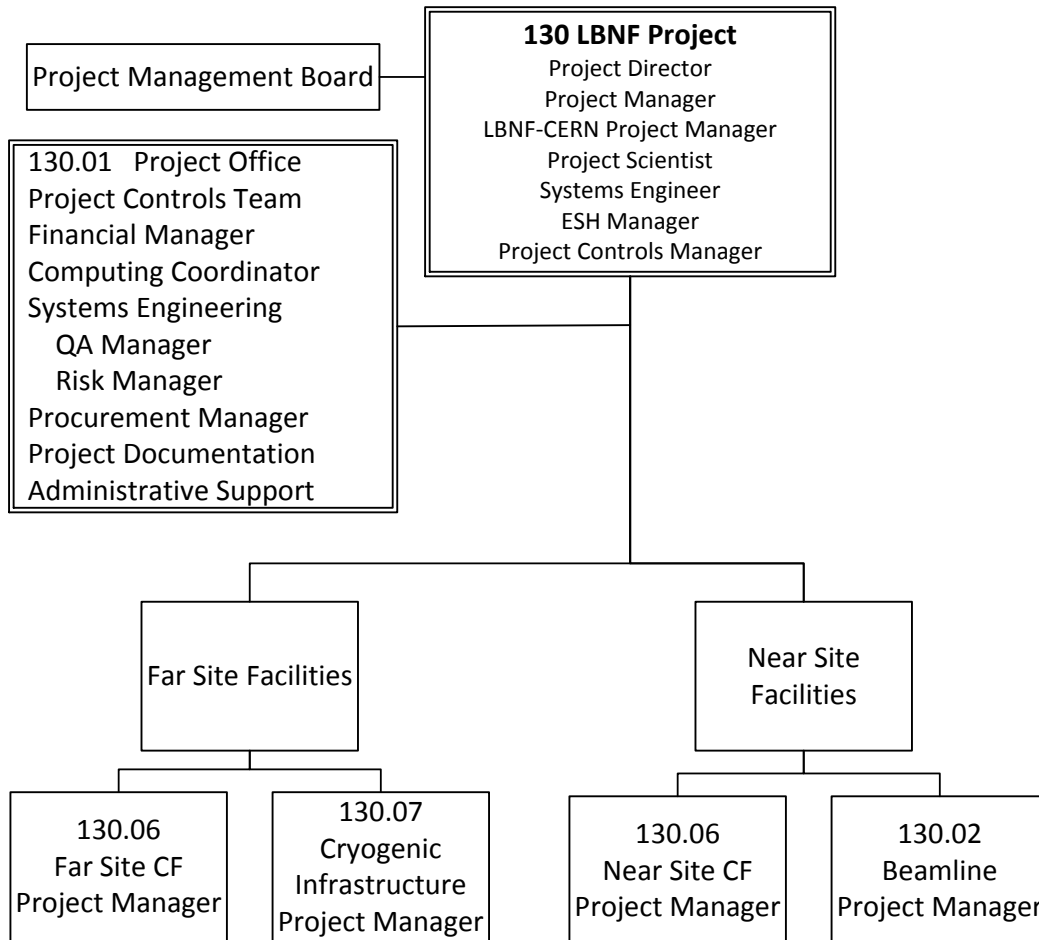 130 LBNF Project
Project Director
Project Manager
LBNF-CERN Project Manager
Project Scientist
Systems Engineer
ESH Manager
Project Controls Manager
Project Management Board
130.01 Project Office
Project Controls Team
Financial Manager
Computing Coordinator
Systems Engineering
QA Manager
Risk Manager
Procurement Manager
Project Documentation
Administrative Support
Far Site Facilities
Near Site
Facilities
130.06
Far Site CF
Project Manager
130.07
Cryogenic
Infrastructure
Project Manager
130.06
Near Site CF
Project Manager
130.02
Beamline
Project Manager